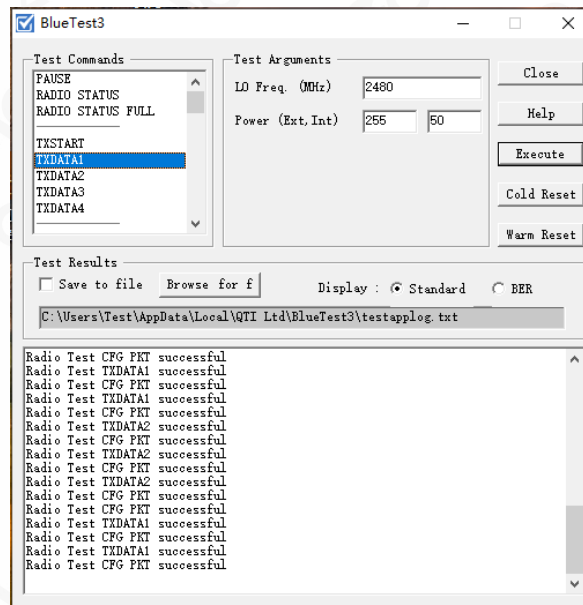 BlueTest3
Test Commands
PAUSE
RADIO STATUS
RADIO STATUS FULL
TXSTART
TXDATA1
TXDATA2
TXDATA3
TXDATA4
Test Arguments
LO Freq. (MHz) 2480
Power (Ext,Int) 255 50
Close
Help
Execute
Cold Reset
Warm Reset
Test Results
Save to file Browse for f Display : Standard BER
C:\Users\Test\AppData\Local\QTI Ltd\BlueTest3\testapplog.txt
Radio Test CFG PKT successful
Radio Test TXDATA1 successful
Radio Test CFG PKT successful
Radio Test TXDATA1 successful
Radio Test CFG PKT successful
Radio Test TXDATA2 successful
Radio Test CFG PKT successful
Radio Test TXDATA2 successful
Radio Test CFG PKT successful
Radio Test TXDATA2 successful
Radio Test CFG PKT successful
Radio Test CFG PKT successful
Radio Test TXDATA1 successful
Radio Test CFG PKT successful
Radio Test TXDATA1 successful
Radio Test CFG PKT successful